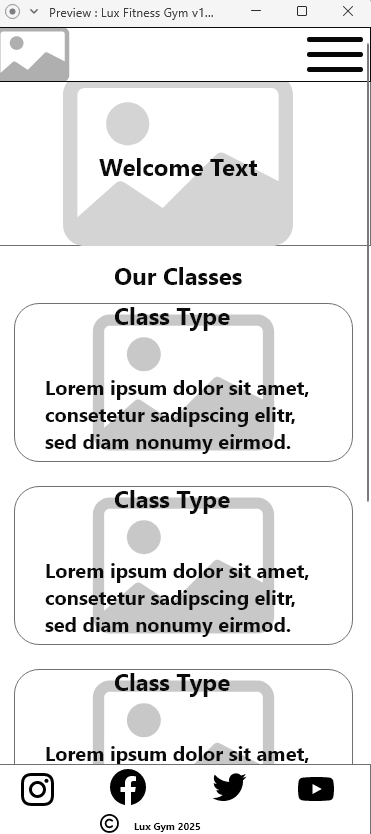 Preview : Lux Fitness Gym v1...
Welcome Text
Our Classes
Class Type
Lorem ipsum dolor sit amet,
consetetur sadipscing elitr,
sed diam nonumy eirmod.
Class Type
Lorem ipsum dolor sit amet,
consetetur sadipscing elitr,
sed diam nonumy eirmod.
Class Type
Lorem ipsum dolor sit amet,
© Lux Gym 2025